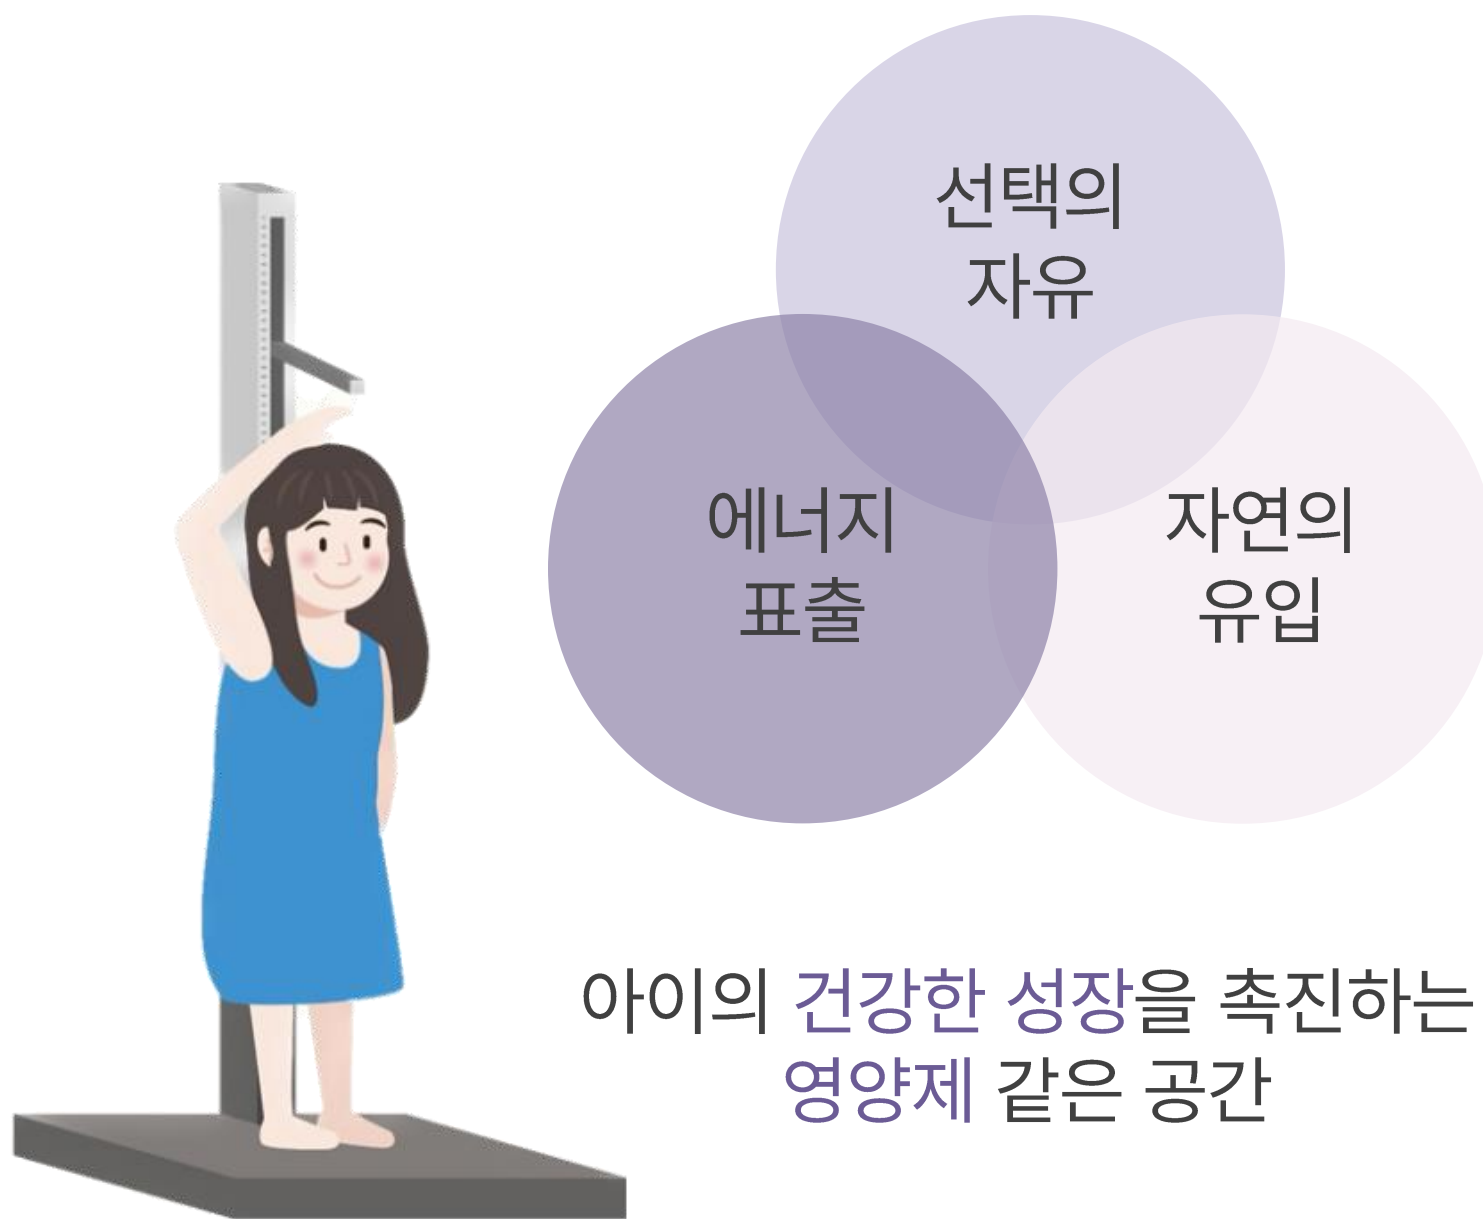 선택의
자유
에너지
표출
자연의
유입
아이의 건강한 성장을 촉진하는
영양제 같은 공간